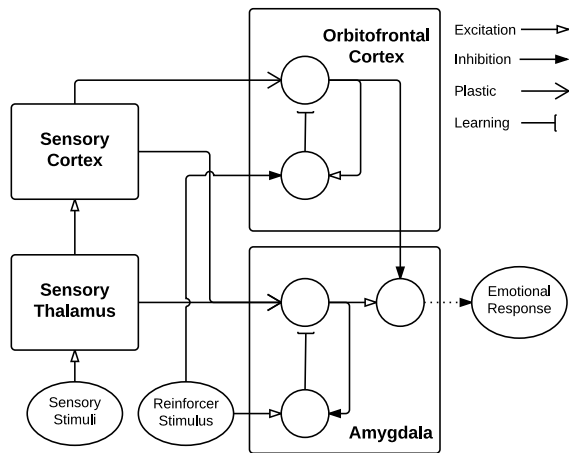 Orbitofrontal
Cortex
Excitation
Inhibition
Plastic
Learning
Sensory
Cortex
Sensory
Thalamus
Emotional
Response
Sensory
Stimuli
Reinforcer
Stimulus
Amygdala